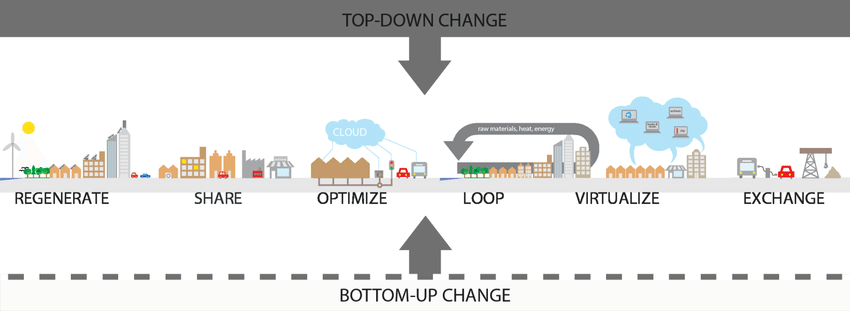 TOP-DOWN CHANGE
CLOUD
raw materials, heat, energy
REGENERATE
SHARE
OPTIMIZE
LOOP
VIRTUALIZE
EXCHANGE
BOTTOM-UP CHANGE